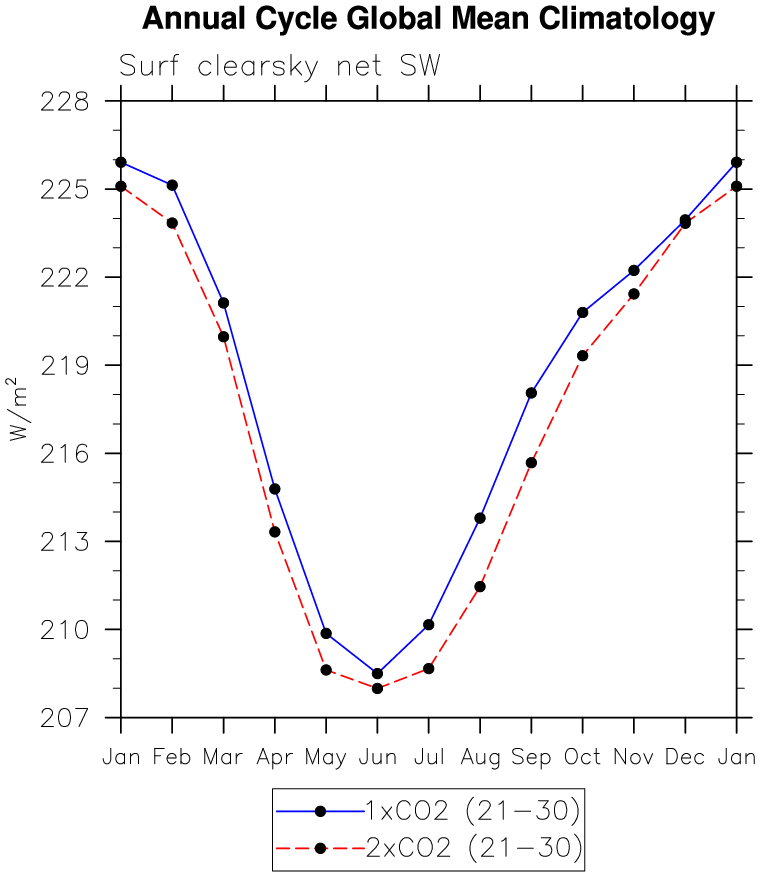 Annual Cycle Global Mean Climatology
Surf clearsky net SW
228
225
222
219
216
213
210
207
W/m²
Jan Feb Mar Apr May Jun Jul Aug Sep Oct Nov Dec Jan
1xCO2 (21−30)
2xCO2 (21−30)